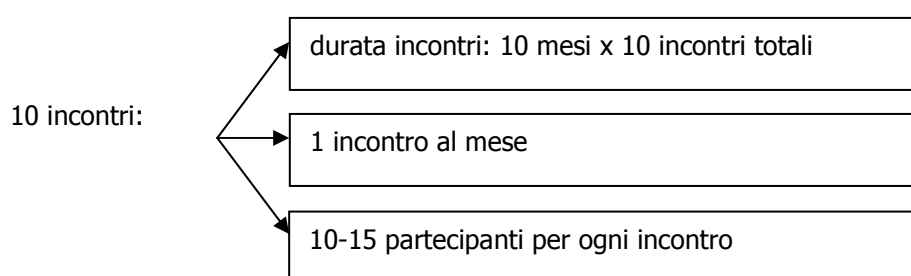 durata incontri: 10 mesi x 10 incontri totali
10 incontri:
1 incontro al mese
10-15 partecipanti per ogni incontro